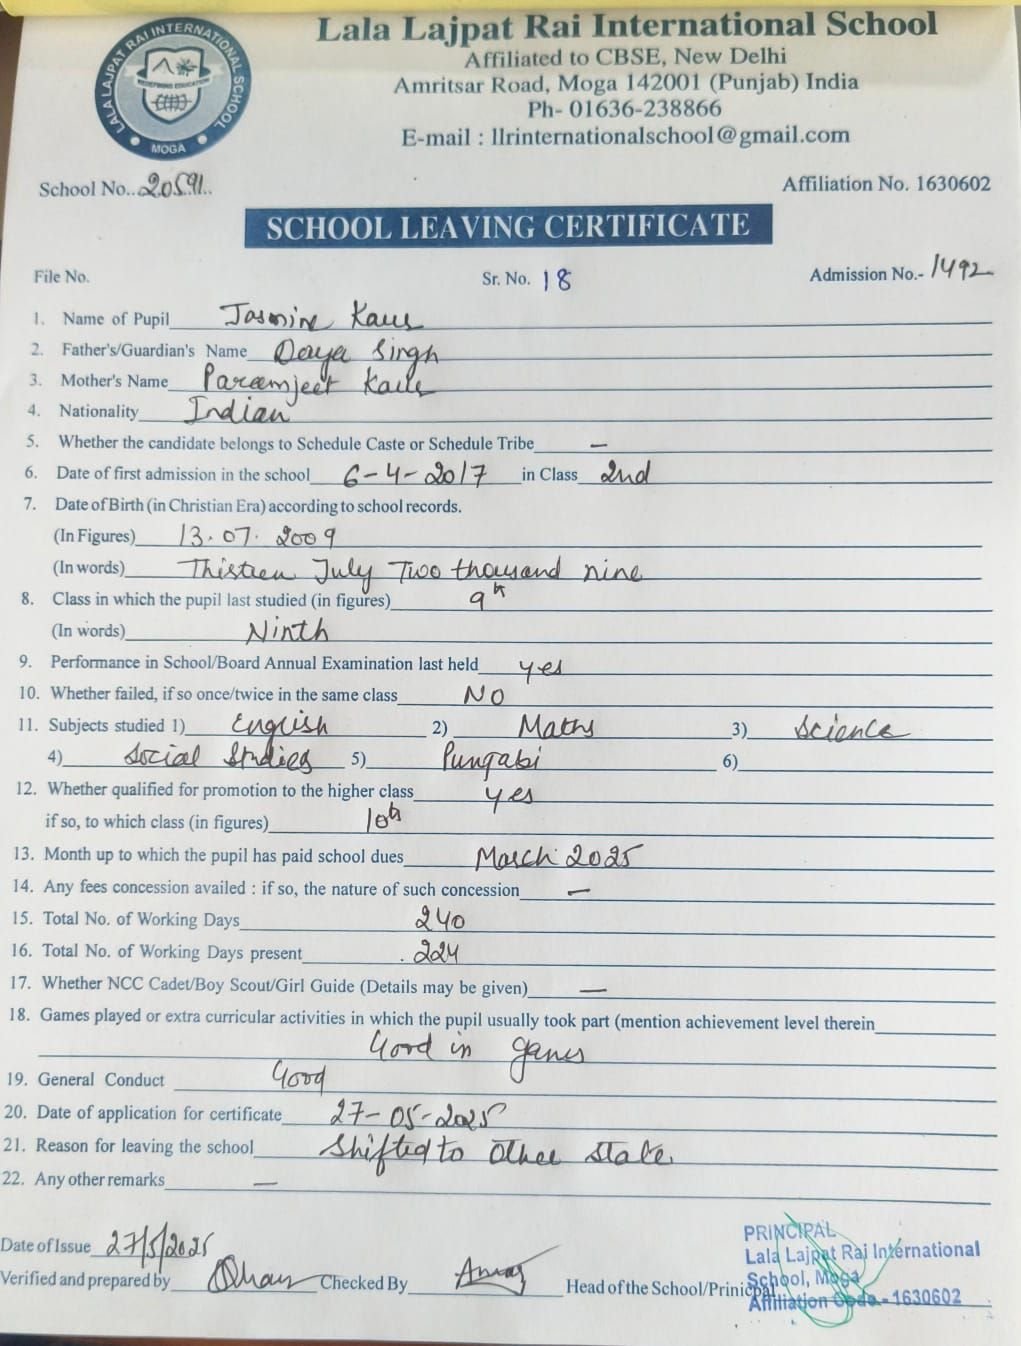 Lala Lajpat Rai International School
Affiliated to CBSE, New Delhi
Amritsar Road, Moga 142001 (Punjab) India
Ph- 01636-238866
E-mail : llrinternationalschool@gmail.com
LALA LAJPAT RAI INTERNATIONAL SCHOOL
REDEFINING EDUCATION
MOGA
School No..20591.. Affiliation No. 1630602
SCHOOL LEAVING CERTIFICATE
File No. Sr. No. 18 Admission No.- 1492
1. Name of Pupil Jasmine Kaur
2. Father's/Guardian's Name Daya Singh
3. Mother's Name Paramjeet Kaur
4. Nationality Indian
5. Whether the candidate belongs to Schedule Caste or Schedule Tribe —
6. Date of first admission in the school 6-4-2017 in Class 2nd
7. Date of Birth (in Christian Era) according to school records.
(In Figures) 13.07.2009
(In words) Thirteen July Two thousand nine
8. Class in which the pupil last studied (in figures) 9th
(In words) Ninth
9. Performance in School/Board Annual Examination last held yes
10. Whether failed, if so once/twice in the same class NO
11. Subjects studied 1) English 2) Maths 3) Science
4) Social Studies 5) Pungabi 6)
12. Whether qualified for promotion to the higher class yes
if so, to which class (in figures) 10th
13. Month up to which the pupil has paid school dues March 2025
14. Any fees concession availed : if so, the nature of such concession —
15. Total No. of Working Days 240
16. Total No. of Working Days present 224
17. Whether NCC Cadet/Boy Scout/Girl Guide (Details may be given) —
18. Games played or extra curricular activities in which the pupil usually took part (mention achievement level therein
Good in games
19. General Conduct Good
20. Date of application for certificate 27-05-2025
21. Reason for leaving the school Shifted to Other State
22. Any other remarks —
Date of Issue 27/5/2025
Verified and prepared by Checked By Head of the School/Prinicpal
PRINCIPAL
Lala Lajpat Rai International
School, Moga
Affiliation Code - 1630602